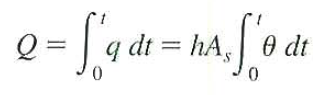 Q = ∫₀ᵗ q dt = hAₛ ∫₀ᵗ θ dt